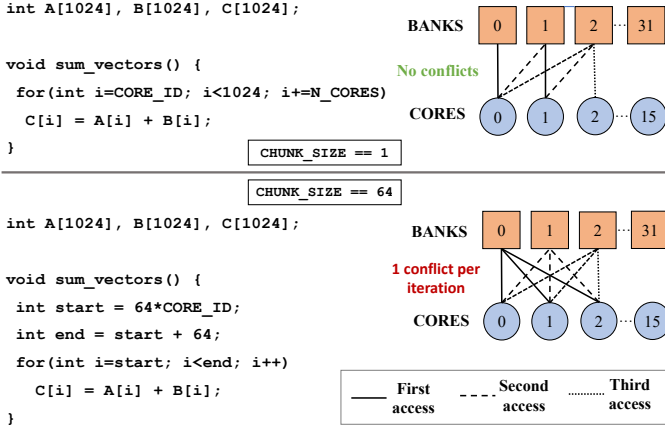 int A[1024], B[1024], C[1024];
void sum_vectors() {
for(int i=CORE_ID; i<1024; i+=N_CORES)
C[i] = A[i] + B[i];
}
CHUNK_SIZE == 1
BANKS 0 1 2 31
No conflicts
CORES 0 1 2 15
CHUNK_SIZE == 64
int A[1024], B[1024], C[1024];
void sum_vectors() {
int start = 64*CORE_ID;
int end = start + 64;
for(int i=start; i<end; i++)
C[i] = A[i] + B[i];
}
BANKS 0 1 2 31
1 conflict per
iteration
CORES 0 1 2 15
First
access
Second
access
Third
access